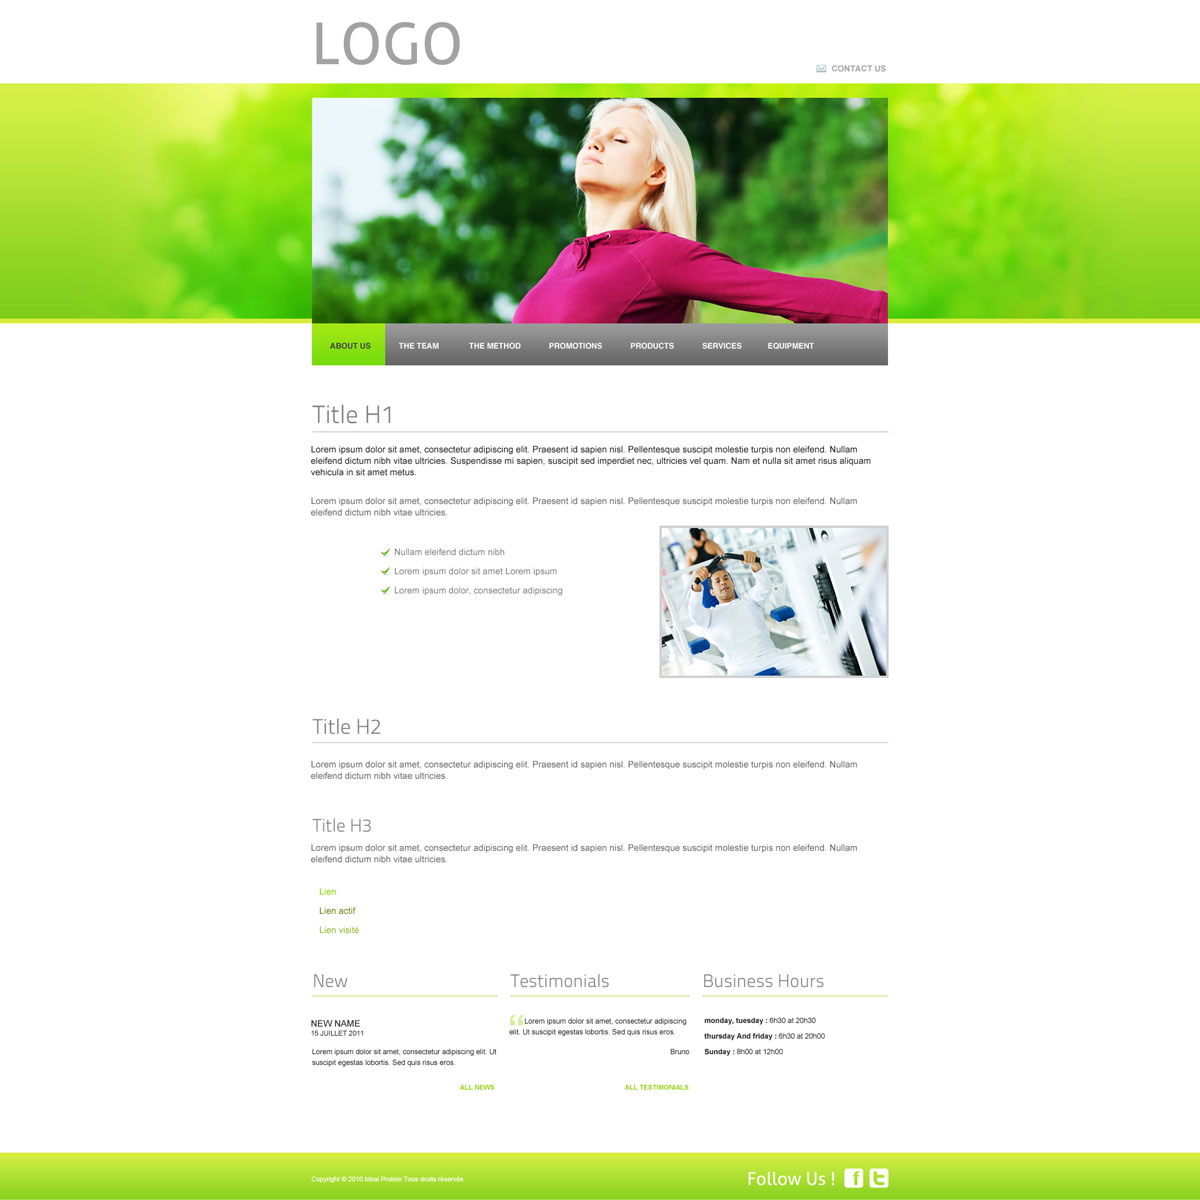 LOGO
CONTACT US
ABOUT US THE TEAM THE METHOD PROMOTIONS PRODUCTS SERVICES EQUIPMENT
Title H1
Lorem ipsum dolor sit amet, consectetur adipiscing elit. Praesent id sapien nisl. Pellentesque suscipit molestie turpis non eleifend. Nullam
eleifend dictum nibh vitae ultricies. Suspendisse mi sapien, suscipit sed imperdiet nec, ultricies vel quam. Nam et nulla sit amet risus aliquam
vehicula in sit amet metus.
Lorem ipsum dolor sit amet, consectetur adipiscing elit. Praesent id sapien nisl. Pellentesque suscipit molestie turpis non eleifend. Nullam
eleifend dictum nibh vitae ultricies.
Nullam eleifend dictum nibh
Lorem ipsum dolor sit amet Lorem ipsum
Lorem ipsum dolor, consectetur adipiscing
Title H2
Lorem ipsum dolor sit amet, consectetur adipiscing elit. Praesent id sapien nisl. Pellentesque suscipit molestie turpis non eleifend. Nullam
eleifend dictum nibh vitae ultricies.
Title H3
Lorem ipsum dolor sit amet, consectetur adipiscing elit. Praesent id sapien nisl. Pellentesque suscipit molestie turpis non eleifend. Nullam
eleifend dictum nibh vitae ultricies.
Lien
Lien actif
Lien visité
New
NEW NAME
15 JUILLET 2011
Lorem ipsum dolor sit amet, consectetur adipiscing elit. Ut
suscipit egestas lobortis. Sed quis risus eros.
ALL NEWS
Testimonials
“ Lorem ipsum dolor sit amet, consectetur adipiscing
elit. Ut suscipit egestas lobortis. Sed quis risus eros.
Bruno
ALL TESTIMONIALS
Business Hours
monday, tuesday : 6h30 at 20h30
thursday And friday : 6h30 at 20h00
Sunday : 8h00 at 12h00
Copyright © 2010 Ideal Protein Tous droits réservés
Follow Us ! f t